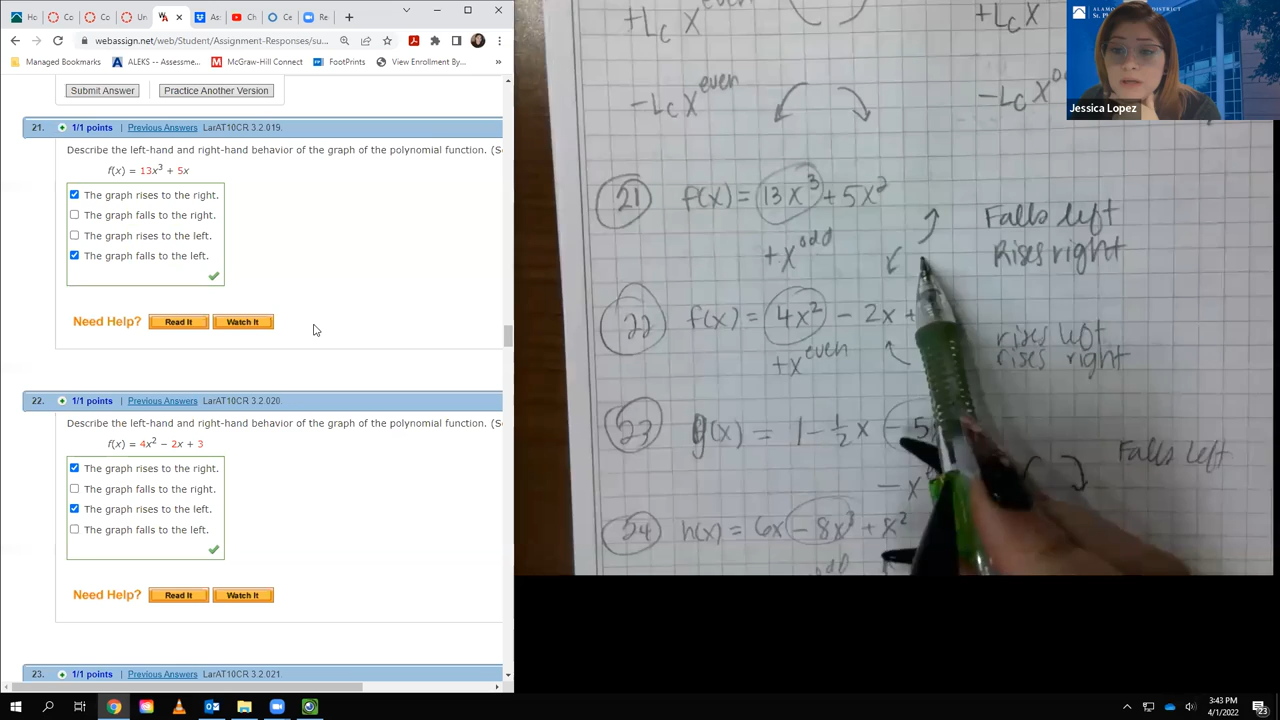 webassign.net/web/Student/Assignment-Responses/su...
Managed Bookmarks
ALEKS -- Assessme...
McGraw-Hill Connect
FootPrints
View Enrollment By...
Submit Answer
Practice Another Version
21. 1/1 points | Previous Answers LarAT10CR 3.2.019.
Describe the left-hand and right-hand behavior of the graph of the polynomial function. (S
f(x) = 13x³ + 5x
The graph rises to the right.
The graph falls to the right.
The graph rises to the left.
The graph falls to the left.
Need Help? Read It Watch It
22. 1/1 points | Previous Answers LarAT10CR 3.2.020.
Describe the left-hand and right-hand behavior of the graph of the polynomial function. (S
f(x) = 4x² − 2x + 3
The graph rises to the right.
The graph falls to the right.
The graph rises to the left.
The graph falls to the left.
Need Help? Read It Watch It
23. 1/1 points | Previous Answers LarAT10CR 3.2.021.
+Lc X^even
+Lc X
−Lc X^even
−Lc X
21 f(x) = 13x³ + 5x²
+x^odd
Falls left
Rises right
22 f(x) = 4x² − 2x +
+x^even
rises left
rises right
23 g(x) = 1 − 1/2 x − 5
− x
Falls left
h(x) = 6x − 8x³ + x²
odd
Jessica Lopez
3:43 PM
4/1/2022